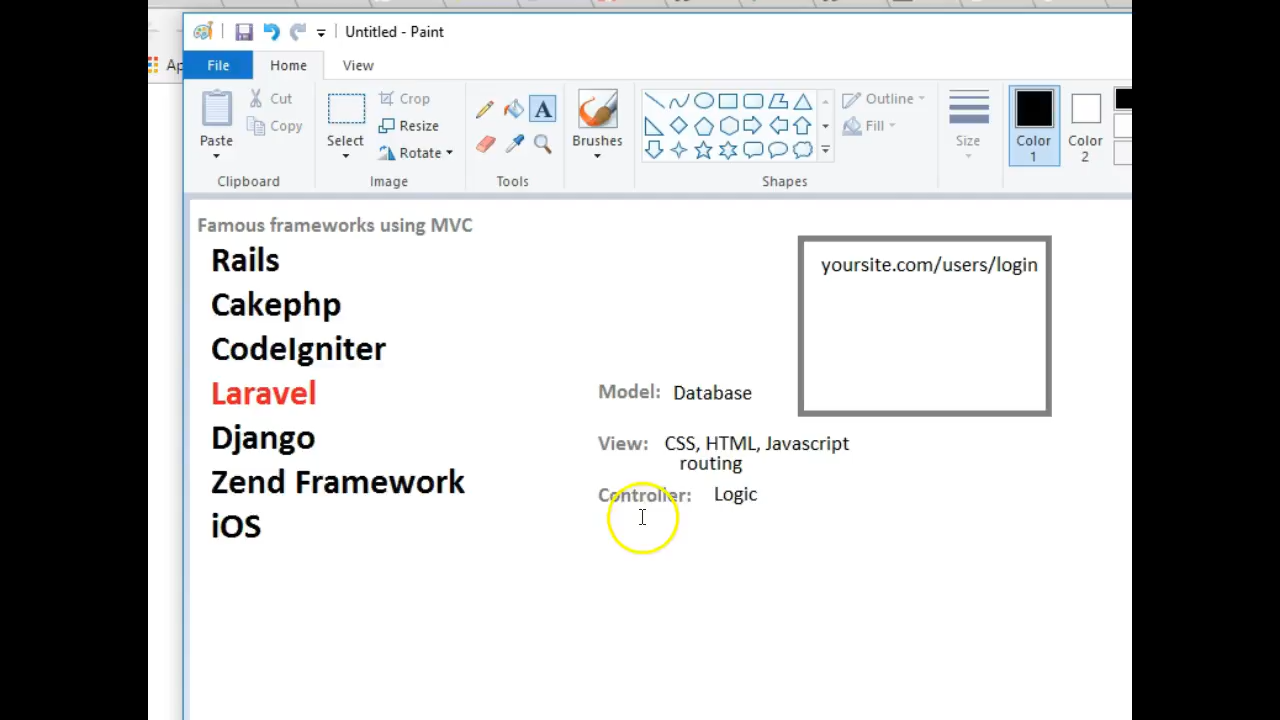 Untitled - Paint
Ap
File Home View
Paste
Cut
Copy
Clipboard
Select
Crop
Resize
Rotate
Image
A
Tools
Brushes
Shapes
Outline
Fill
Size
Color 1
Color 2
Famous frameworks using MVC
Rails
Cakephp
CodeIgniter
Laravel
Django
Zend Framework
iOS
yoursite.com/users/login
Model: Database
View: CSS, HTML, Javascript
routing
Controller: Logic